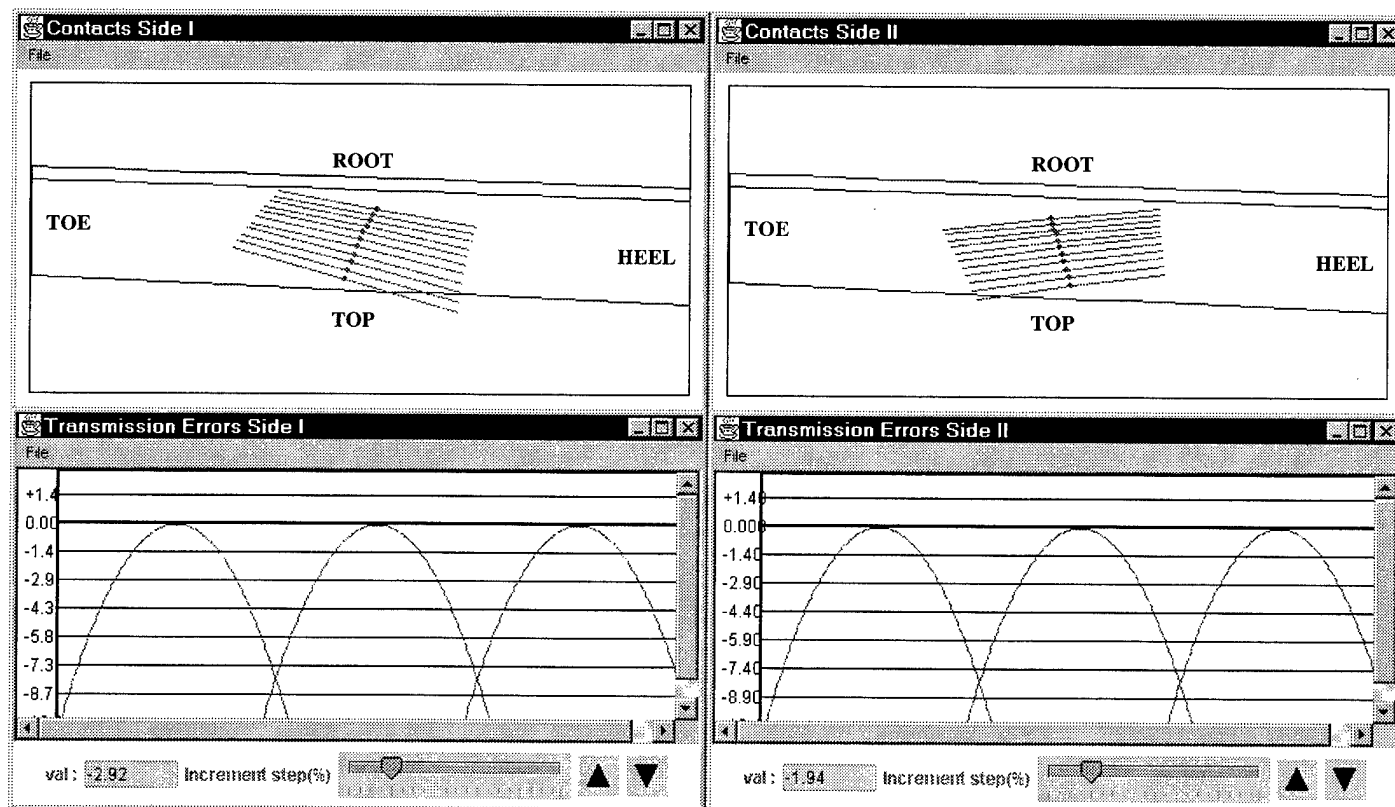 Contacts Side I
File
ROOT
TOE
HEEL
TOP
Contacts Side II
File
ROOT
TOE
HEEL
TOP
Transmission Errors Side I
File
+1.4
0.00
-1.4
-2.9
-4.3
-5.8
-7.3
-8.7
val : -2.92 Increment step(%)
Transmission Errors Side II
File
+1.40
0.000
-1.40
-2.90
-4.40
-5.90
-7.40
-8.90
val : -1.94 Increment step(%)